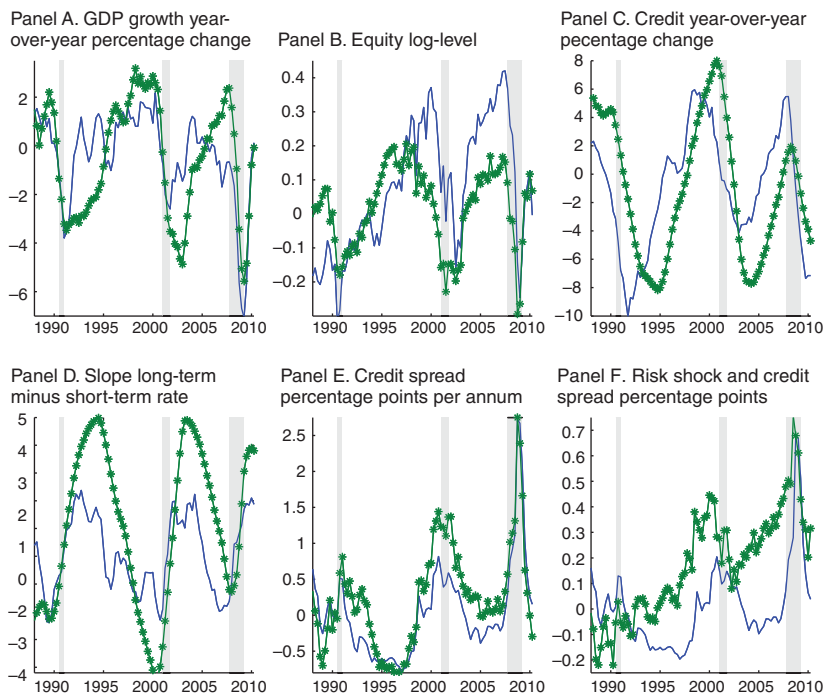 Panel A. GDP growth year-
over-year percentage change
2
0
−2
−4
−6
1990 1995 2000 2005 2010
Panel B. Equity log-level
0.4
0.3
0.2
0.1
0
−0.1
−0.2
1990 1995 2000 2005 2010
Panel C. Credit year-over-year
pecentage change
8
6
4
2
0
−2
−4
−6
−8
−10
1990 1995 2000 2005 2010
Panel D. Slope long-term
minus short-term rate
5
4
3
2
1
0
−2
−3
−4
1990 1995 2000 2005 2010
Panel E. Credit spread
percentage points per annum
2.5
2
1.5
1
0.5
0
−0.5
1990 1995 2000 2005 2010
Panel F. Risk shock and credit
spread percentage points
0.7
0.6
0.5
0.4
0.3
0.2
0.1
0
−0.1
−0.2
1990 1995 2000 2005 2010